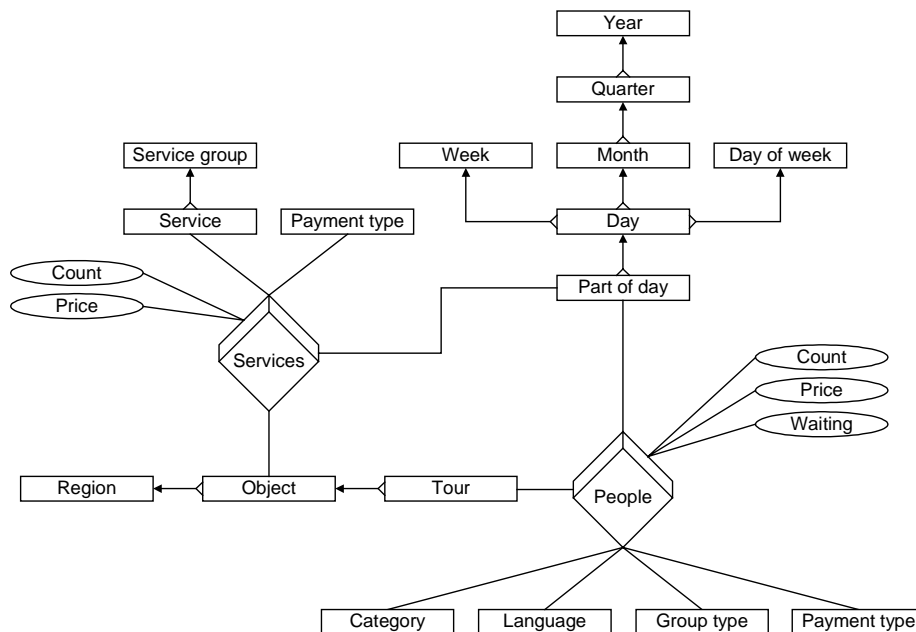 Year
Quarter
Service group
Week
Month
Day of week
Service
Payment type
Day
Count
Price
Part of day
Services
Count
Price
Waiting
Region
Object
Tour
People
Category
Language
Group type
Payment type